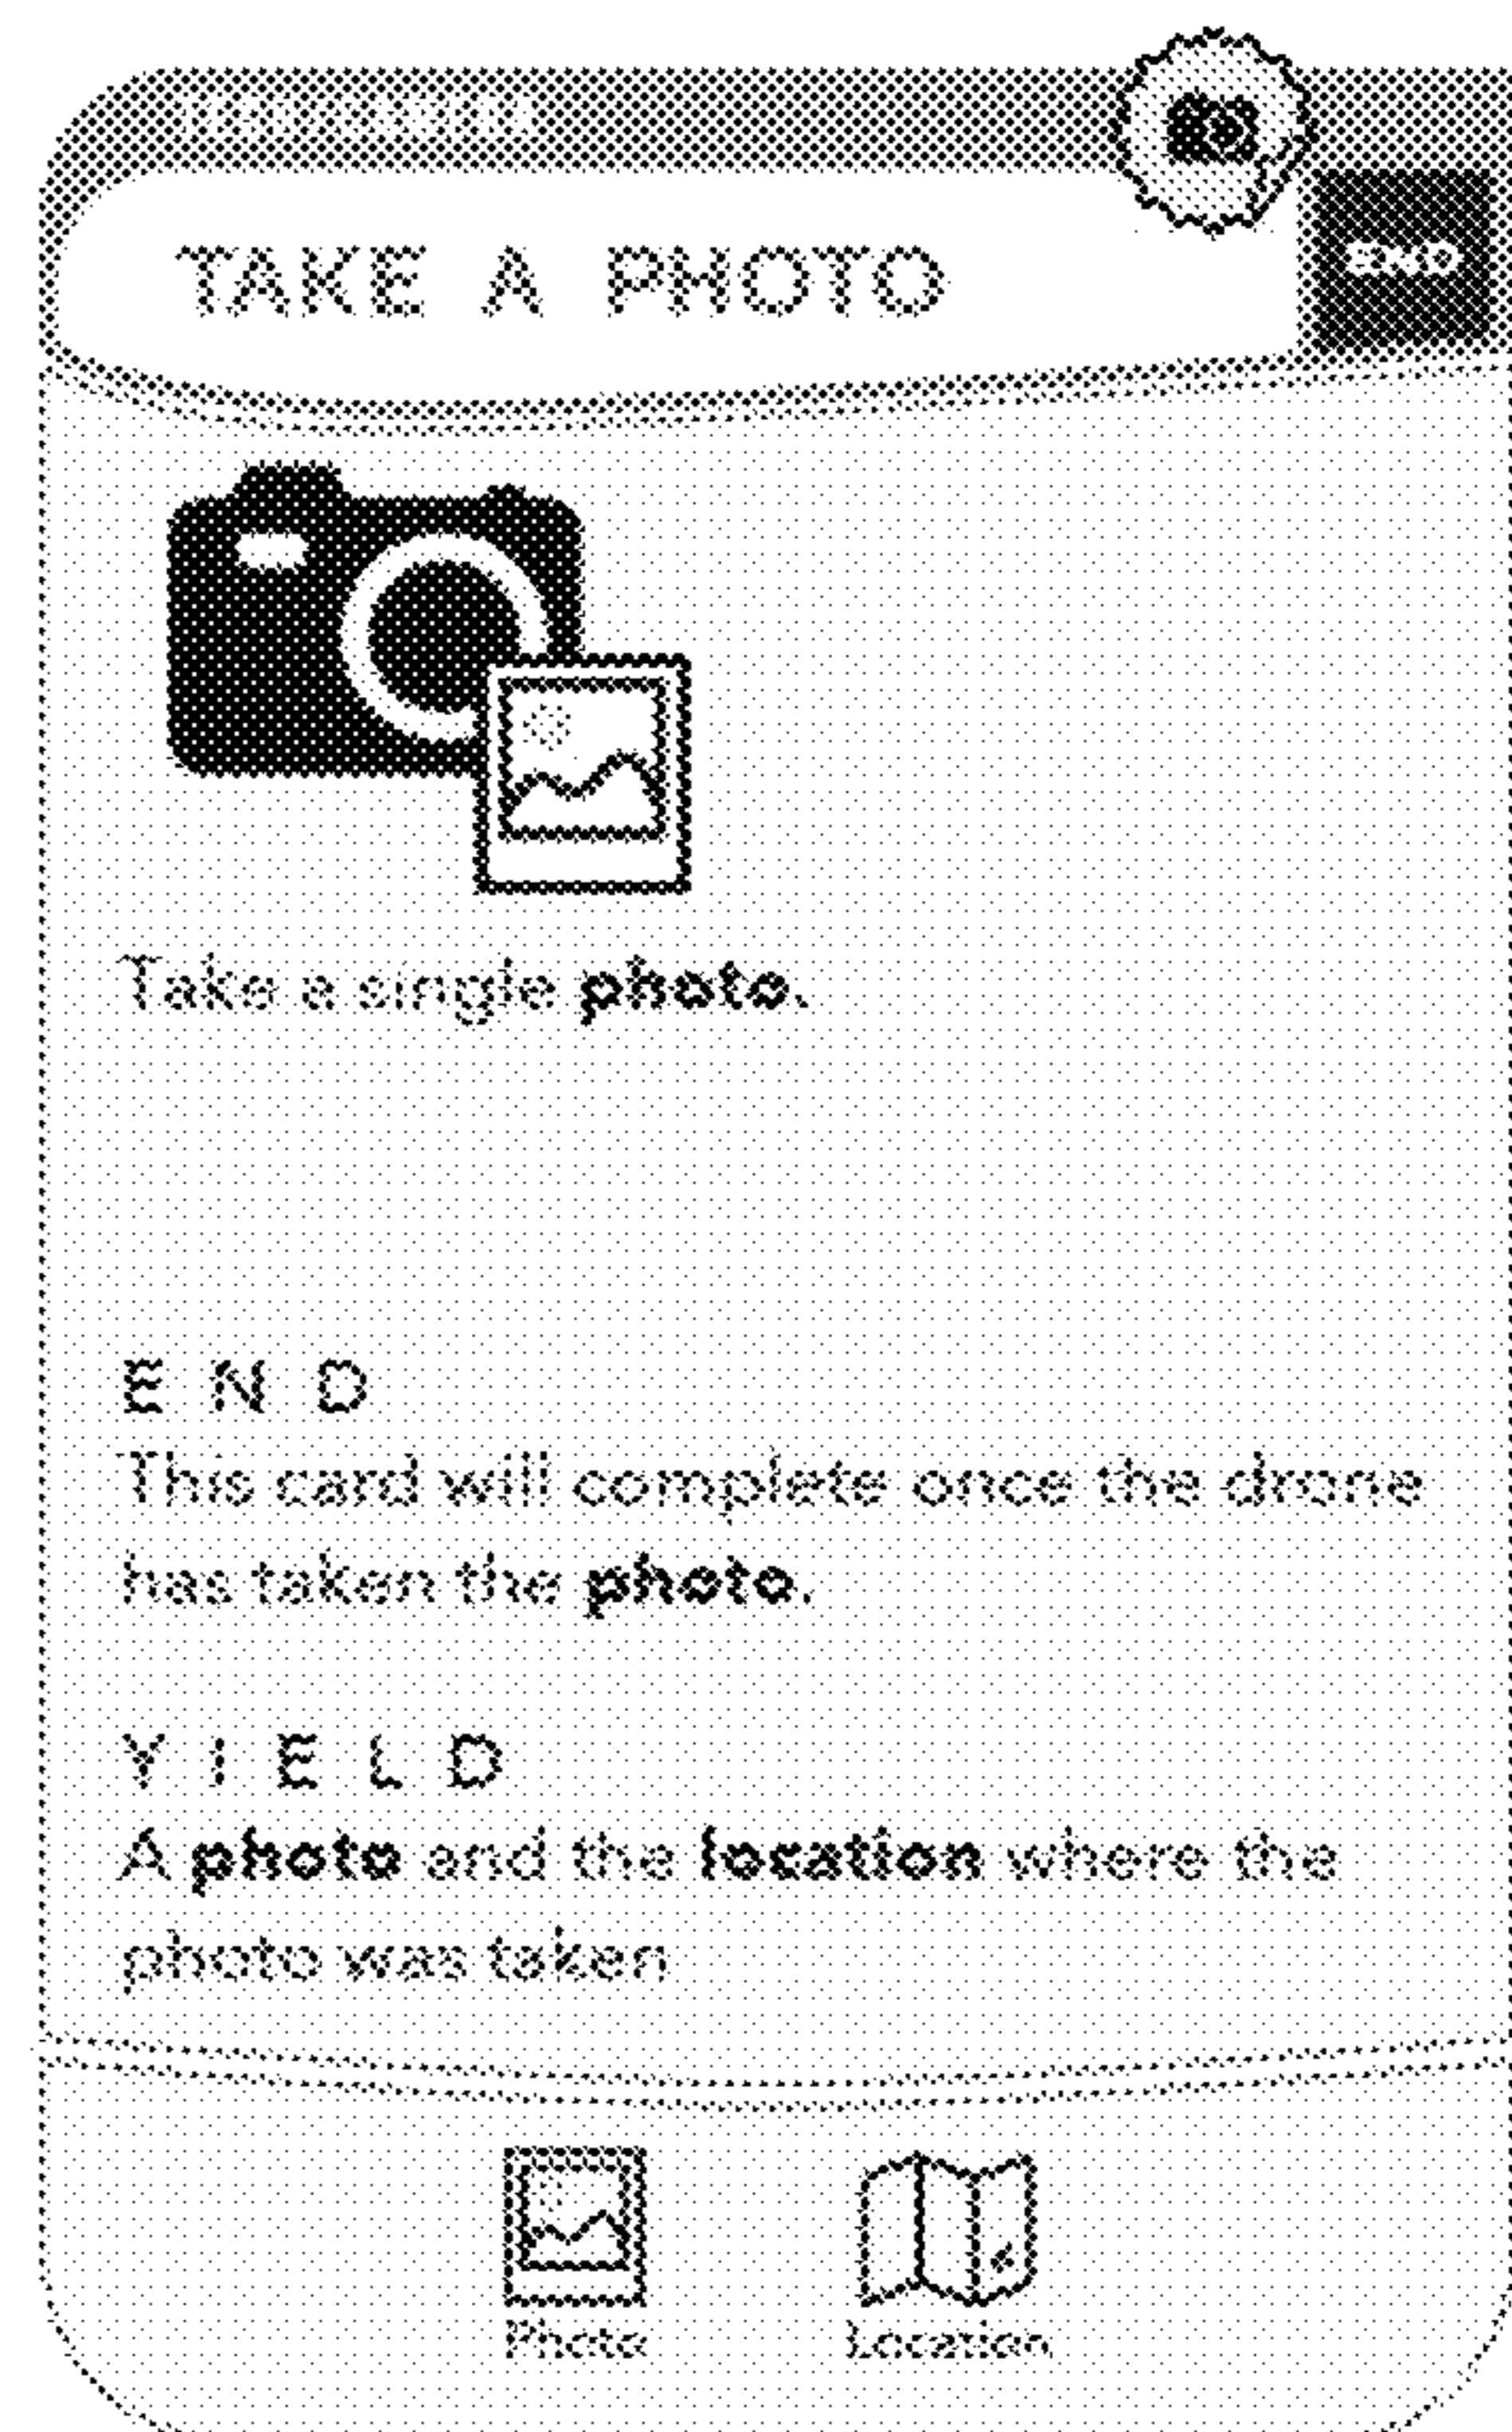 TAKE A PHOTO
END
Take a single photo.
E N D
This card will complete once the drone
has taken the photo.
Y I E L D
A photo and the location where the
photo was taken
Photo
Location